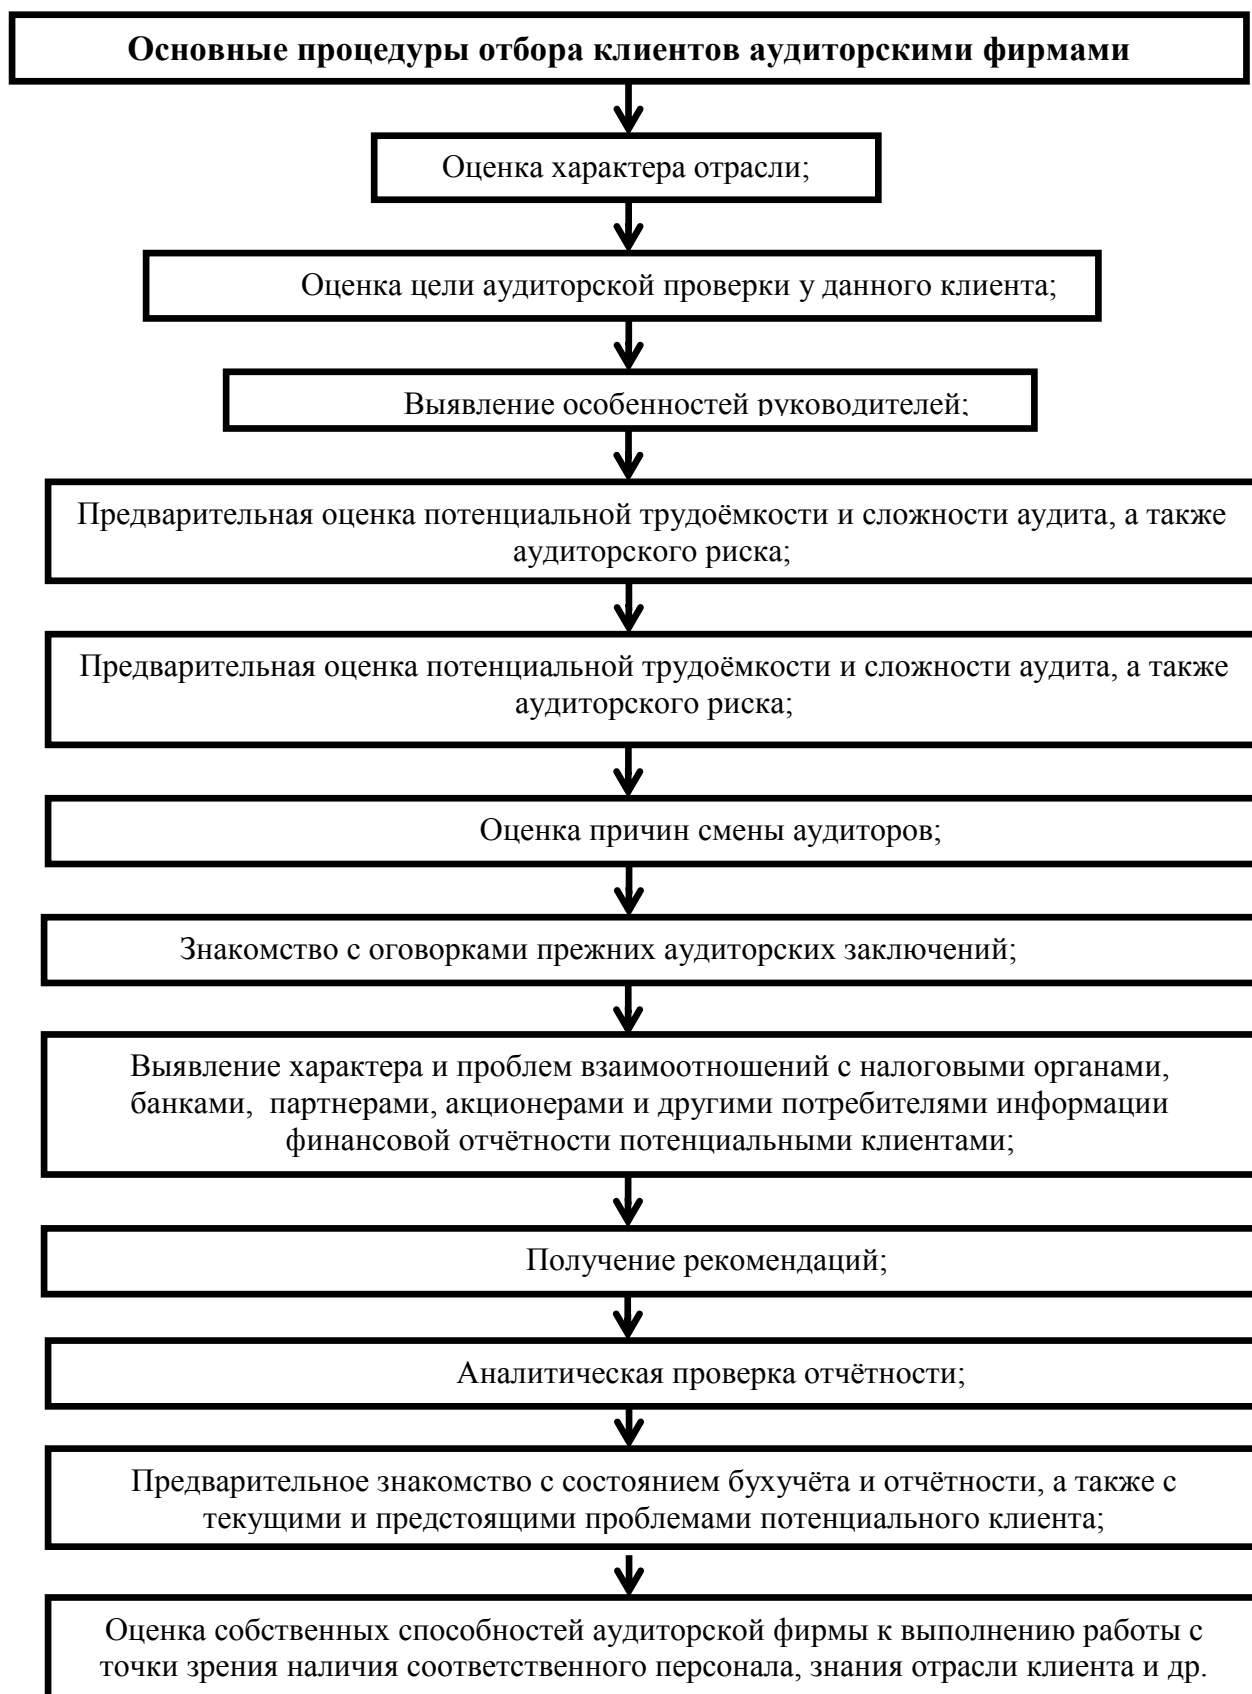 Основные процедуры отбора клиентов аудиторскими фирмами
Оценка характера отрасли;
Оценка цели аудиторской проверки у данного клиента;
Выявление особенностей руководителей;
Предварительная оценка потенциальной трудоёмкости и сложности аудита, а также
аудиторского риска;
Предварительная оценка потенциальной трудоёмкости и сложности аудита, а также
аудиторского риска;
Оценка причин смены аудиторов;
Знакомство с оговорками прежних аудиторских заключений;
Выявление характера и проблем взаимоотношений с налоговыми органами,
банками, партнерами, акционерами и другими потребителями информации
финансовой отчётности потенциальными клиентами;
Получение рекомендаций;
Аналитическая проверка отчётности;
Предварительное знакомство с состоянием бухучёта и отчётности, а также с
текущими и предстоящими проблемами потенциального клиента;
Оценка собственных способностей аудиторской фирмы к выполнению работы с
точки зрения наличия соответственного персонала, знания отрасли клиента и др.